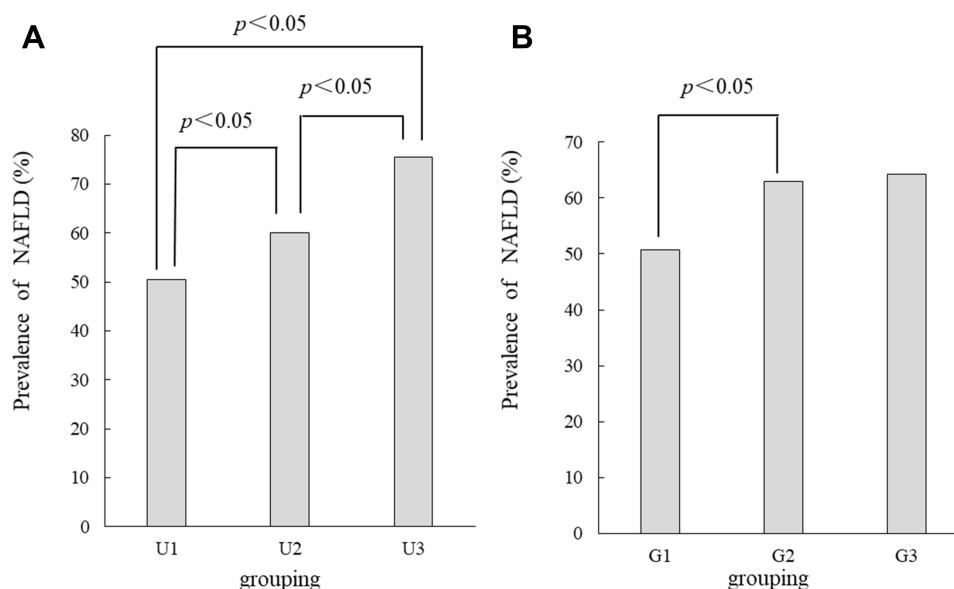 A
p<0.05
p<0.05
p<0.05
Prevalence of NAFLD (%)
80
70
60
50
40
30
20
10
0
U1 U2 U3
grouping
B
p<0.05
Prevalence of NAFLD (%)
70
60
50
40
30
20
10
0
G1 G2 G3
grouping